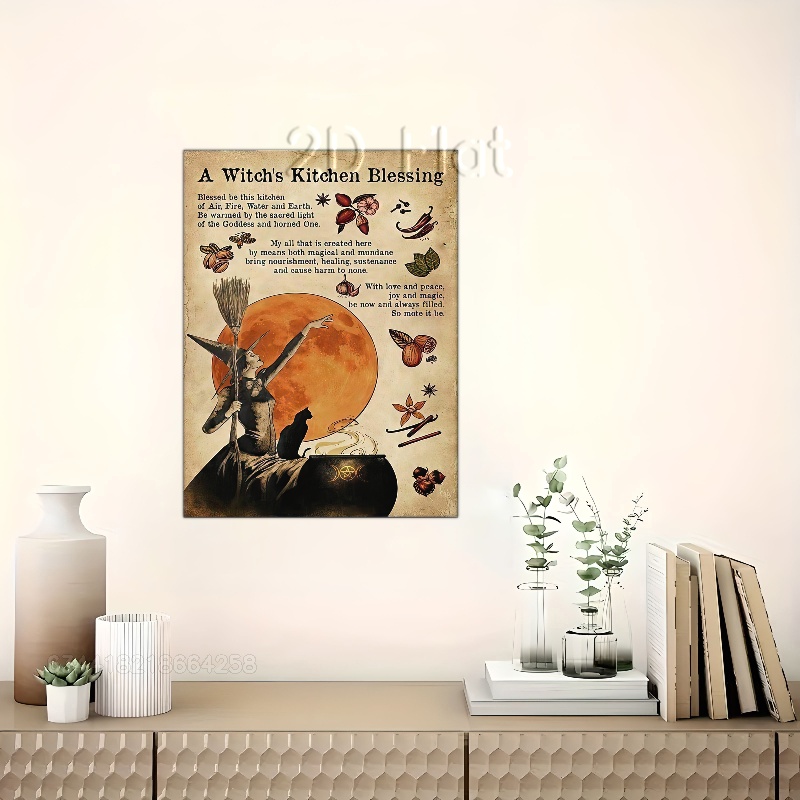 2D Flat
A Witch's Kitchen Blessing
Blessed be this kitchen
of Air, Fire, Water and Earth.
Be warmed by the sacred light
of the Goddess and horned One.
My all that is created here
by means both magical and mundane
bring nourishment, healing, sustenance
and cause harm to none.
With love and peace,
joy and magic,
be now and always filled.
So mote it be.